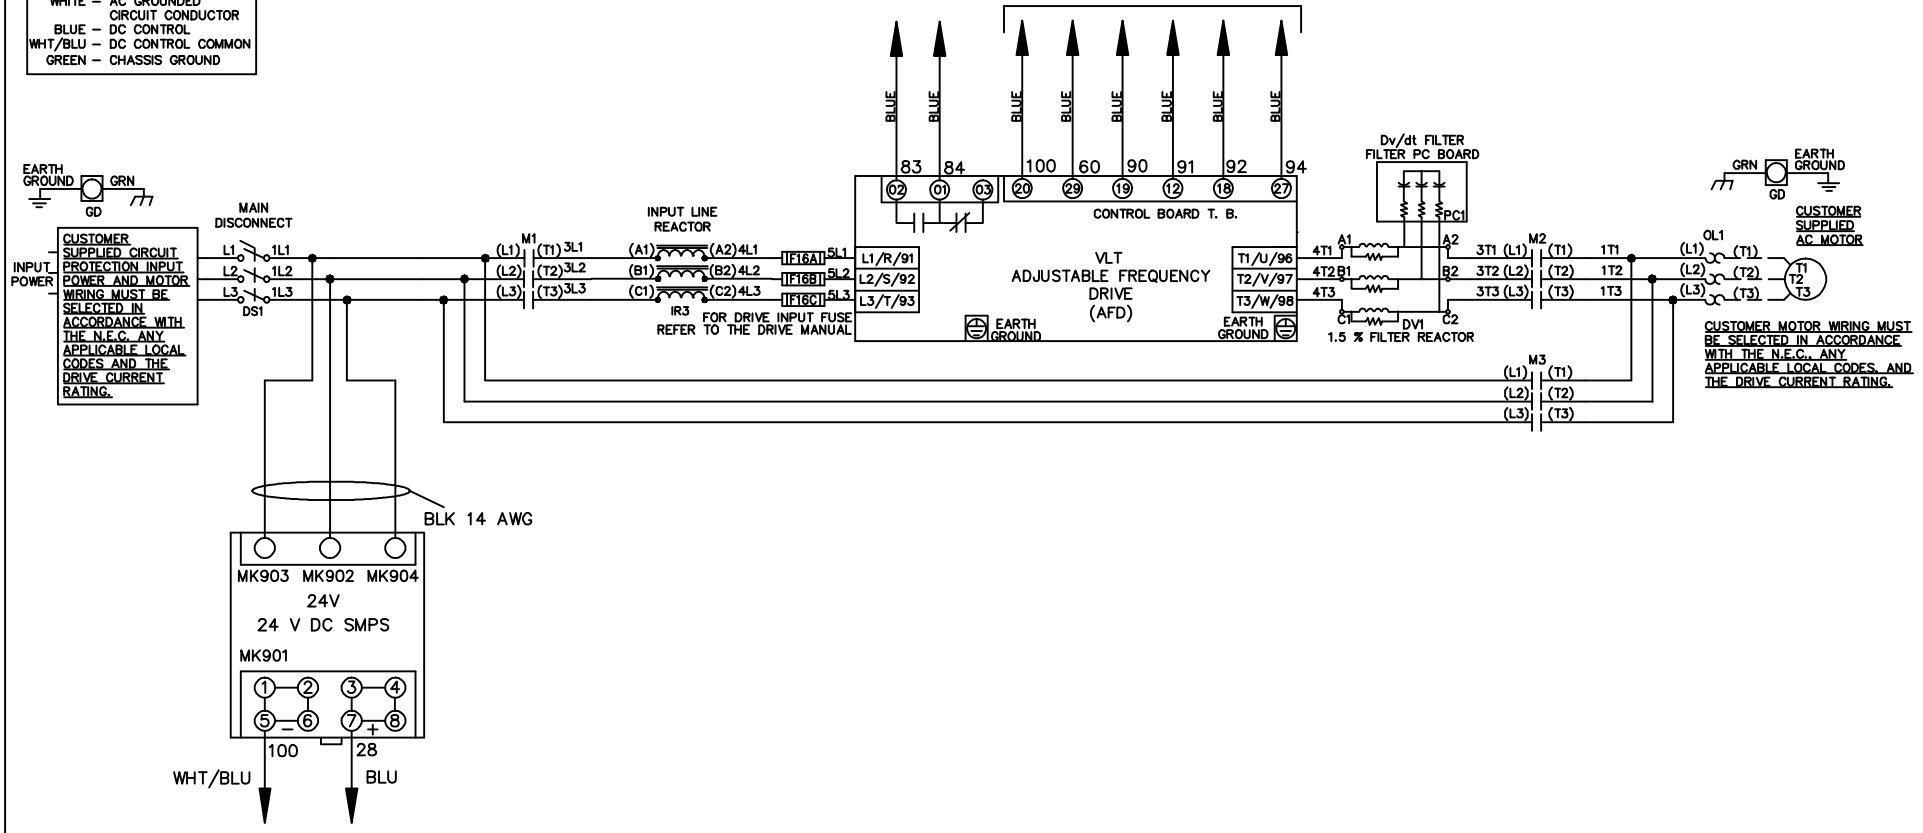 WHITE – AC GROUNDED
CIRCUIT CONDUCTOR
BLUE – DC CONTROL
WHT/BLU – DC CONTROL COMMON
GREEN – CHASSIS GROUND
BLUE
BLUE
BLUE
BLUE
BLUE
BLUE
BLUE
BLUE
83
84
100
60
90
91
92
94
02
01
03
20
29
19
12
18
27
CONTROL BOARD T. B.
EARTH
GROUND
GRN
GD
MAIN
DISCONNECT
INPUT
POWER
CUSTOMER
SUPPLIED CIRCUIT
PROTECTION INPUT
POWER AND MOTOR
WIRING MUST BE
SELECTED IN
ACCORDANCE WITH
THE N.E.C. ANY
APPLICABLE LOCAL
CODES AND THE
DRIVE CURRENT
RATING.
L1 1L1
L2 1L2
L3 1L3
DS1
M1
(L1) (T1) 3L1
(L2) (T2) 3L2
(L3) (T3) 3L3
INPUT LINE
REACTOR
(A1) (A2) 4L1
(B1) (B2) 4L2
(C1) (C2) 4L3
IR3
F16A 5L1
F16B 5L2
F16C 5L3
FOR DRIVE INPUT FUSE
REFER TO THE DRIVE MANUAL
L1/R/91
L2/S/92
L3/T/93
VLT
ADJUSTABLE FREQUENCY
DRIVE
(AFD)
EARTH
GROUND
T1/U/96
T2/V/97
T3/W/98
EARTH
GROUND
Dv/dt FILTER
FILTER PC BOARD
PC1
4T1 A1 A2
4T2 B1 B2
4T3 C1 C2
DV1
1.5 % FILTER REACTOR
M2
3T1 (L1) (T1) 1T1
3T2 (L2) (T2) 1T2
3T3 (L3) (T3) 1T3
M3
(L1) (T1)
(L2) (T2)
(L3) (T3)
OL1
(L1) (T1)
(L2) (T2)
(L3) (T3)
GRN
GD
EARTH
GROUND
CUSTOMER
SUPPLIED
AC MOTOR
T1
T2
T3
CUSTOMER MOTOR WIRING MUST
BE SELECTED IN ACCORDANCE
WITH THE N.E.C., ANY
APPLICABLE LOCAL CODES, AND
THE DRIVE CURRENT RATING.
BLK 14 AWG
MK903 MK902 MK904
24V
24 V DC SMPS
MK901
1 2 3 4
5 6 7 8
– +
100 28
WHT/BLU BLU